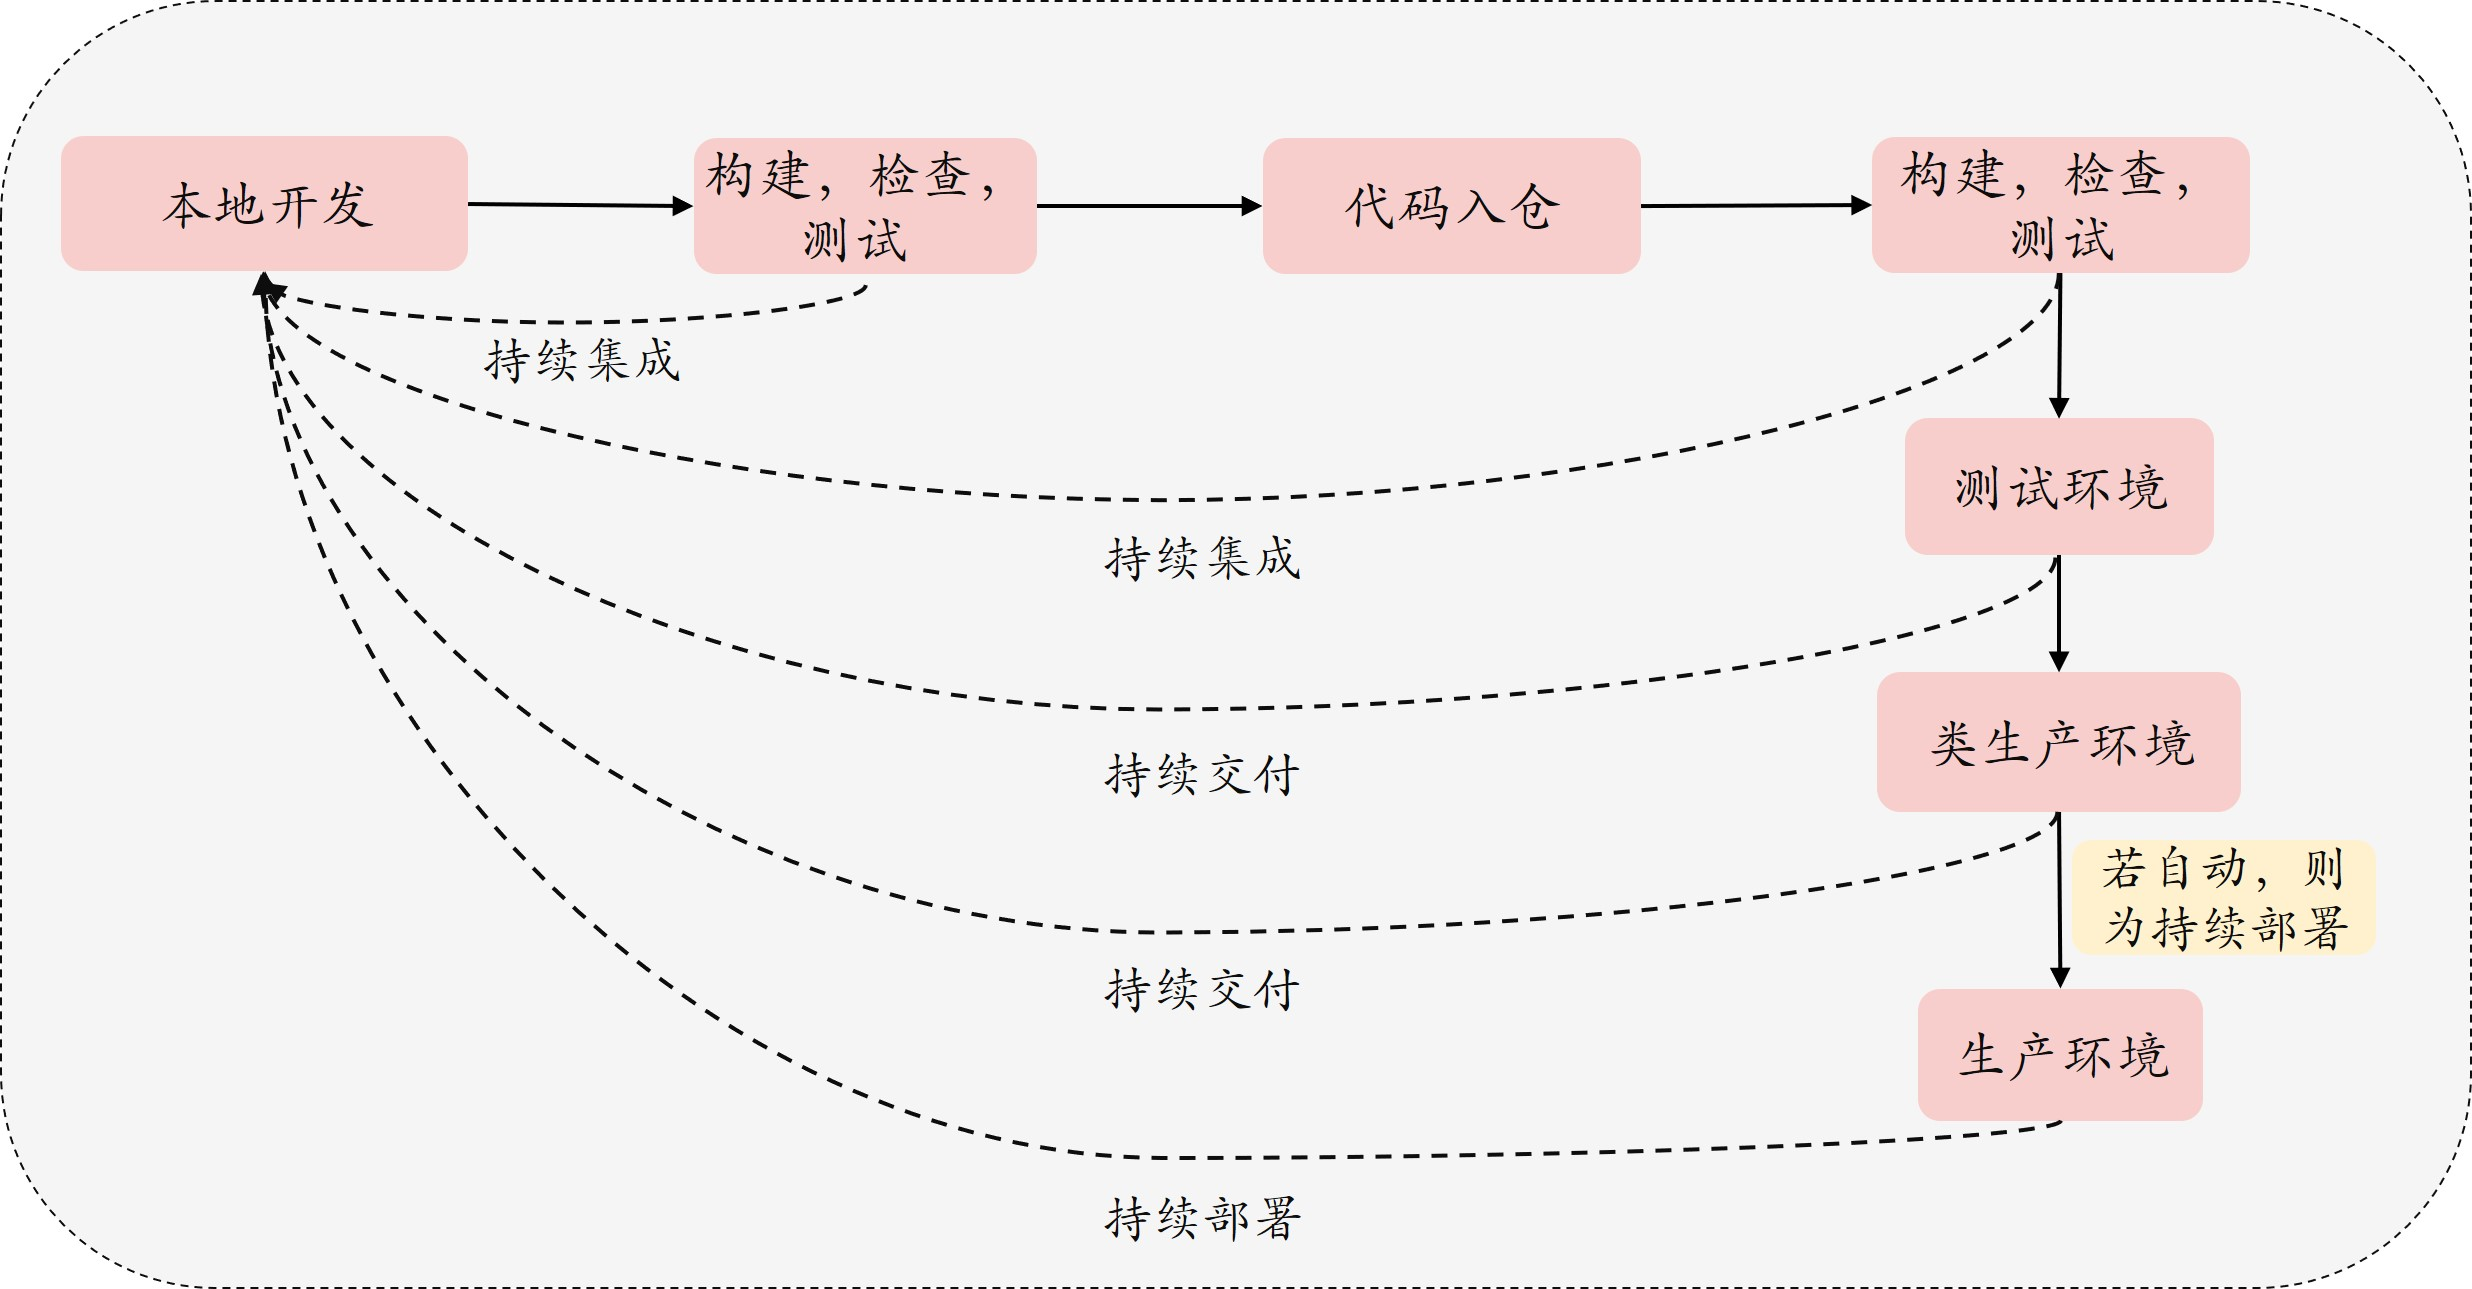 本地开发
构建，检查，
测试
代码入仓
构建，检查，
测试
持续集成
测试环境
持续集成
类生产环境
持续交付
若自动，则
为持续部署
持续交付
生产环境
持续部署